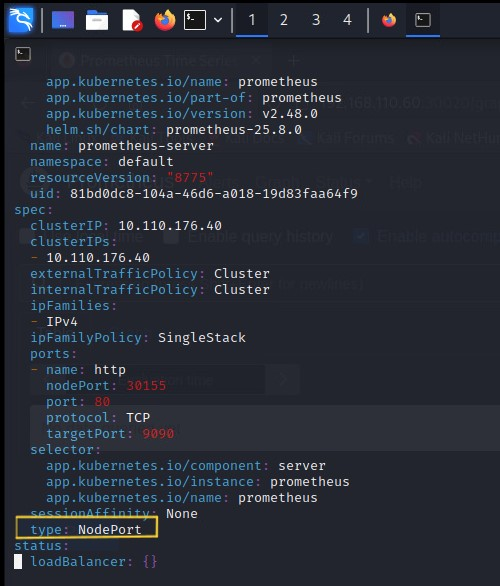 1 2 3 4
app.kubernetes.io/name: prometheus
app.kubernetes.io/part-of: prometheus
app.kubernetes.io/version: v2.48.0
helm.sh/chart: prometheus-25.8.0
name: prometheus-server
namespace: default
resourceVersion: "8775"
uid: 81bd0dc8-104a-46d6-a018-19d83faa64f9
spec:
clusterIP: 10.110.176.40
clusterIPs:
- 10.110.176.40
externalTrafficPolicy: Cluster
internalTrafficPolicy: Cluster
ipFamilies:
- IPv4
ipFamilyPolicy: SingleStack
ports:
- name: http
nodePort: 30155
port: 80
protocol: TCP
targetPort: 9090
selector:
app.kubernetes.io/component: server
app.kubernetes.io/instance: prometheus
app.kubernetes.io/name: prometheus
sessionAffinity: None
type: NodePort
status:
loadBalancer: {}